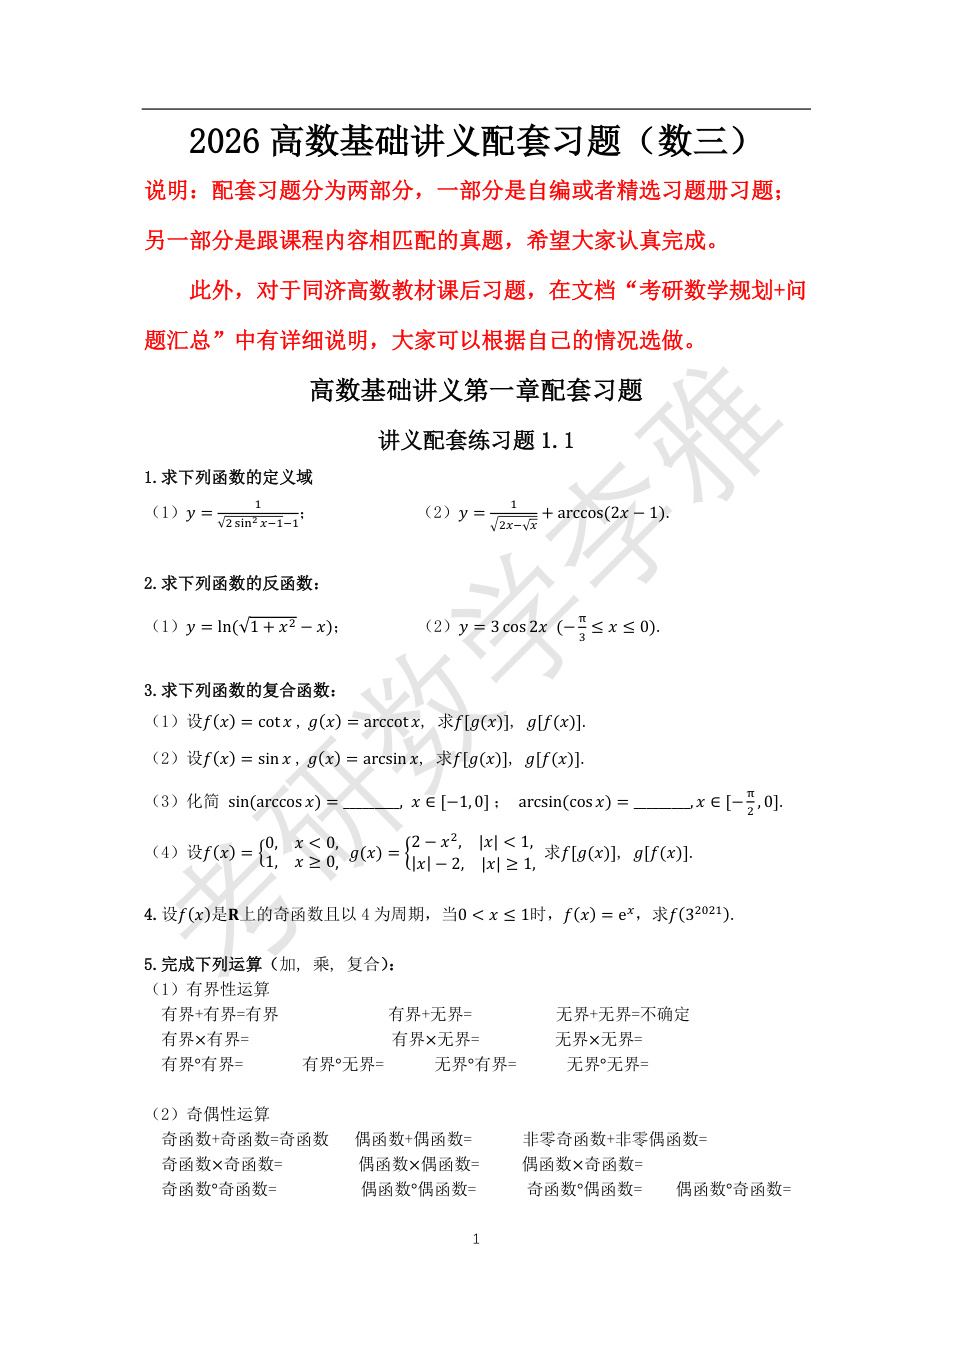 2026 高数基础讲义配套习题（数三）
说明：配套习题分为两部分，一部分是自编或者精选习题册习题；
另一部分是跟课程内容相匹配的真题，希望大家认真完成。
此外，对于同济高数教材课后习题，在文档“考研数学规划+问
题汇总”中有详细说明，大家可以根据自己的情况选做。
高数基础讲义第一章配套习题
讲义配套练习题 1.1
1.求下列函数的定义域
（1）y = 1/(√(2 sin² x−1)−1)； （2）y = 1/√(2x−√x) + arccos(2x − 1).
2.求下列函数的反函数：
（1）y = ln(√(1 + x²) − x)； （2）y = 3 cos 2x (−π/3 ≤ x ≤ 0).
3.求下列函数的复合函数：
（1）设f(x) = cot x , g(x) = arccot x, 求f[g(x)], g[f(x)].
（2）设f(x) = sin x , g(x) = arcsin x, 求f[g(x)], g[f(x)].
（3）化简 sin(arccos x) = ________, x ∈ [−1, 0] ； arcsin(cos x) = ________, x ∈ [−π/2, 0].
（4）设f(x) = {0, x < 0, 1, x ≥ 0, g(x) = {2 − x², |x| < 1, |x| − 2, |x| ≥ 1, 求f[g(x)], g[f(x)].
4.设f(x)是R上的奇函数且以 4 为周期，当0 < x ≤ 1时，f(x) = eˣ，求f(3²⁰²¹).
5.完成下列运算（加, 乘, 复合）：
（1）有界性运算
有界+有界=有界 有界+无界= 无界+无界=不确定
有界×有界= 有界×无界= 无界×无界=
有界°有界= 有界°无界= 无界°有界= 无界°无界=
（2）奇偶性运算
奇函数+奇函数=奇函数 偶函数+偶函数= 非零奇函数+非零偶函数=
奇函数×奇函数= 偶函数×偶函数= 偶函数×奇函数=
奇函数°奇函数= 偶函数°偶函数= 奇函数°偶函数= 偶函数°奇函数=
1
考研数学李雅